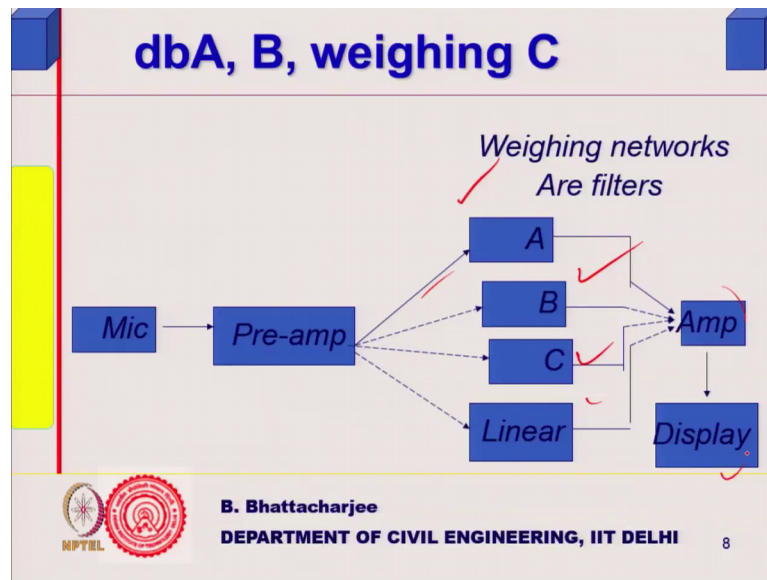 dbA, B, weighing C
Weighing networks
Are filters
A
B
Mic
Pre-amp
Amp
C
Linear
Display
B. Bhattacharjee
DEPARTMENT OF CIVIL ENGINEERING, IIT DELHI
8
NPTEL